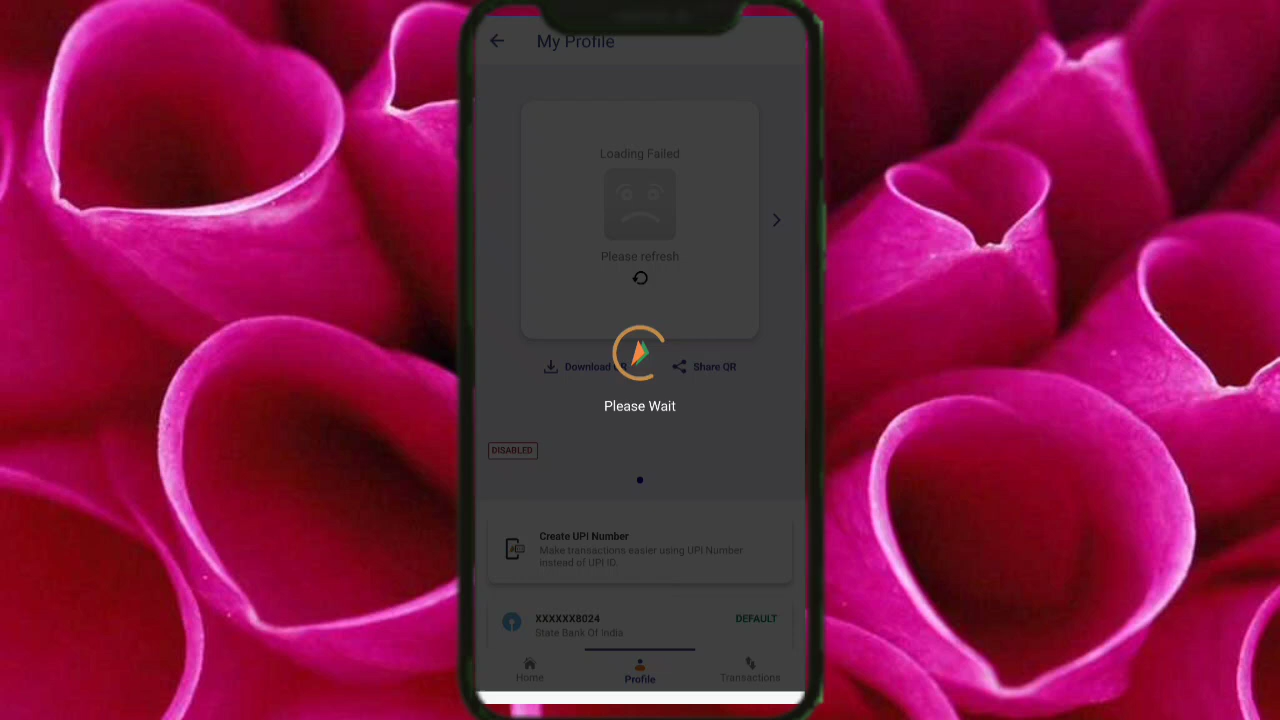 My Profile
Loading Failed
Please refresh
Download QR
Share QR
Please Wait
DISABLED
Create UPI Number
Make transactions easier using UPI Number
instead of UPI ID.
XXXXXX8024
DEFAULT
State Bank Of India
Home
Profile
Transactions